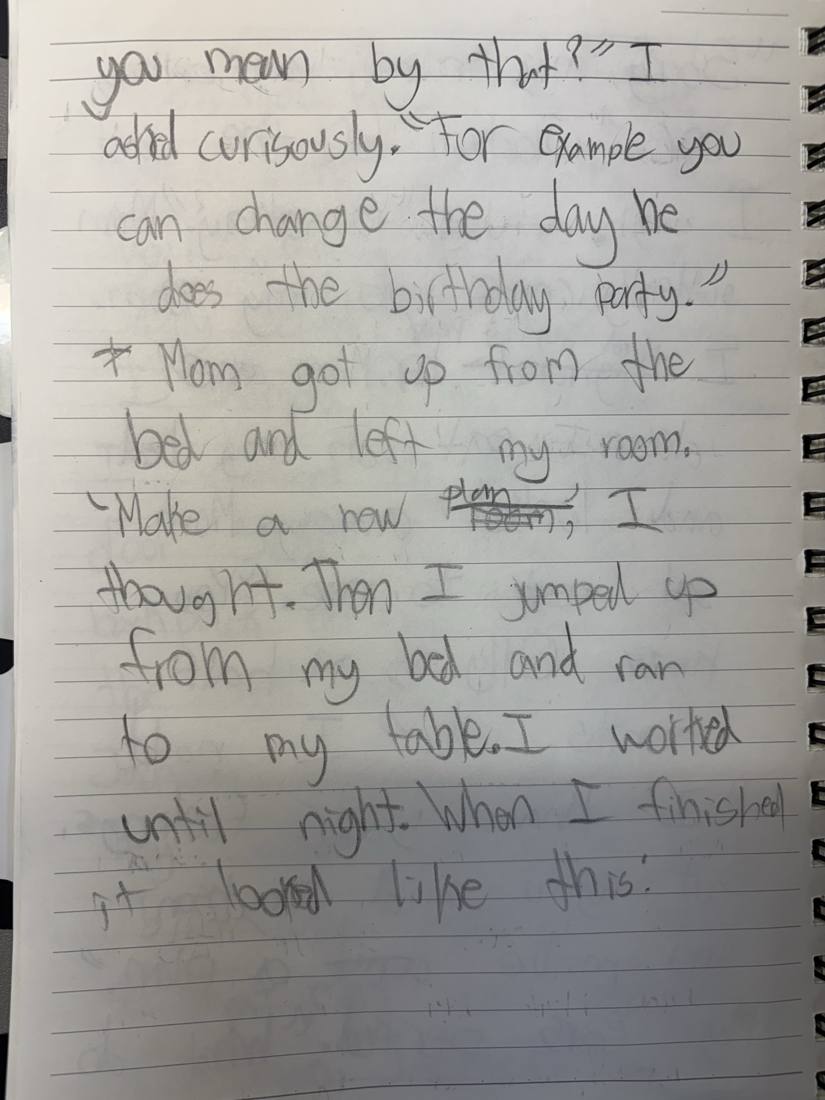 you mean by that?" I
asked curisously. "For example you
can change the day he
does the birthday party."
* Mom got up from the
bed and left my room.
'Make a new plan room,' I
thought. Then I jumped up
from my bed and ran
to my table. I worked
until night. When I finished
it looked like this: